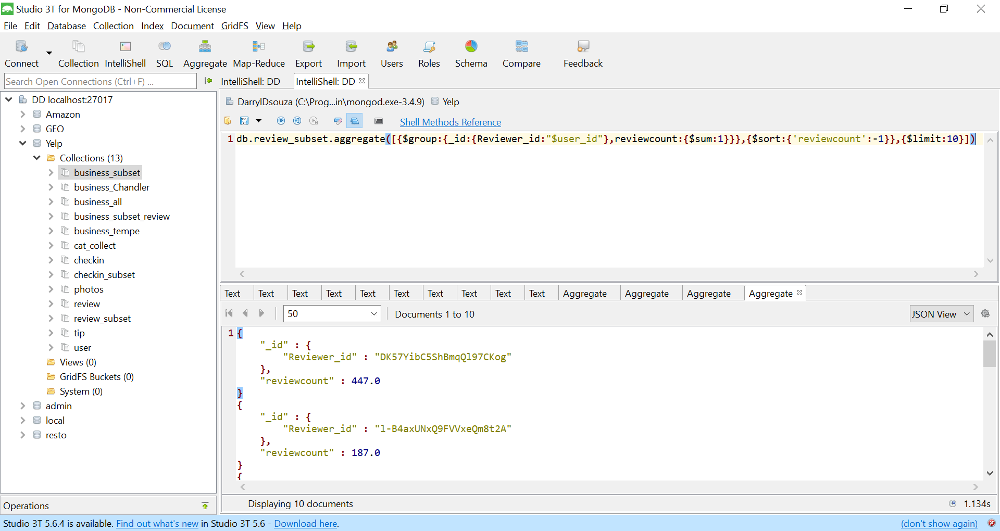 Studio 3T for MongoDB - Non-Commercial License
File Edit Database Collection Index Document GridFS View Help
Connect Collection IntelliShell SQL Aggregate Map-Reduce Export Import Users Roles Schema Compare Feedback
Search Open Connections (Ctrl+F) ...
IntelliShell: DD IntelliShell: DD
DD localhost:27017
Amazon
GEO
Yelp
Collections (13)
business_subset
business_Chandler
business_all
business_subset_review
business_tempe
cat_collect
checkin
checkin_subset
photos
review
review_subset
tip
user
Views (0)
GridFS Buckets (0)
System (0)
admin
local
resto
Operations
DarrylDsouza (C:\Prog...in\mongod.exe-3.4.9) Yelp
Shell Methods Reference
1 db.review_subset.aggregate([{$group:{_id:{Reviewer_id:"$user_id"},reviewcount:{$sum:1}}},{$sort:{'reviewcount':-1}},{$limit:10}])
Text Text Text Text Text Text Text Text Text Text Aggregate Aggregate Aggregate Aggregate
50 Documents 1 to 10 JSON View
1 {
"_id" : {
"Reviewer_id" : "DK57YibC5ShBmqQl97CKog"
},
"reviewcount" : 447.0
}
{
"_id" : {
"Reviewer_id" : "l-B4axUNxQ9FVVxeQm8t2A"
},
"reviewcount" : 187.0
}
{
Displaying 10 documents 1.134s
Studio 3T 5.6.4 is available. Find out what's new in Studio 3T 5.6 - Download here. (don't show again)